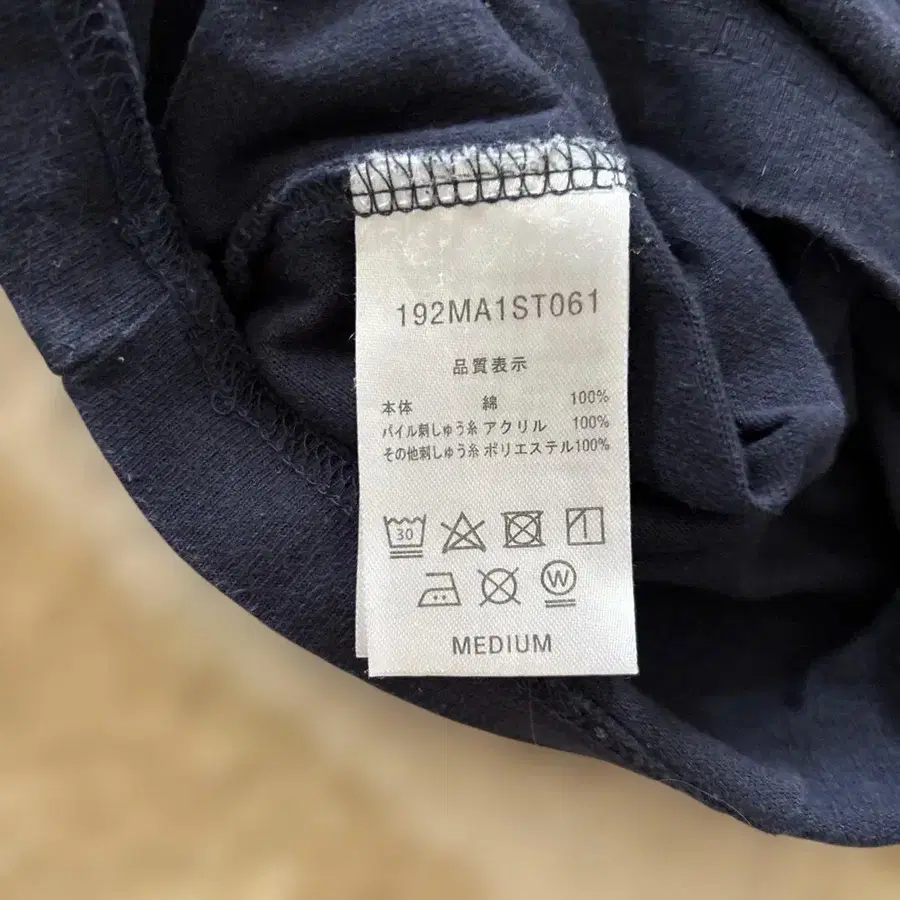 192MA1ST061
品質表示
本体 綿 100%
パイル刺しゅう糸 アクリル 100%
その他刺しゅう糸 ポリエステル100%
30 1
W
MEDIUM